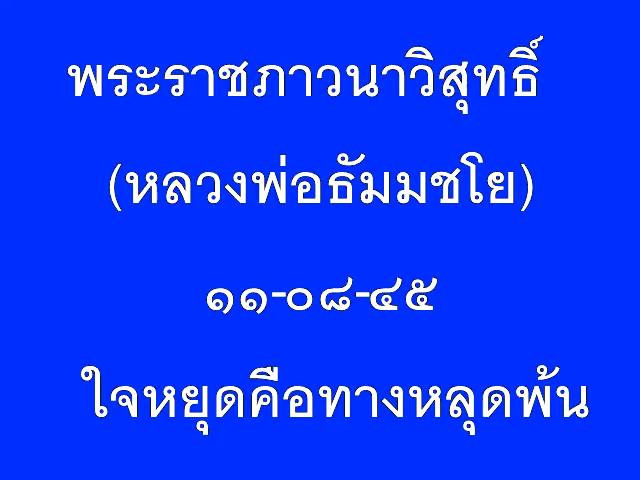 พระราชภาวนาวิสุทธิ์
(หลวงพ่อธัมมชโย)
๑๑-๐๘-๔๕
ใจหยุดคือทางหลุดพ้น